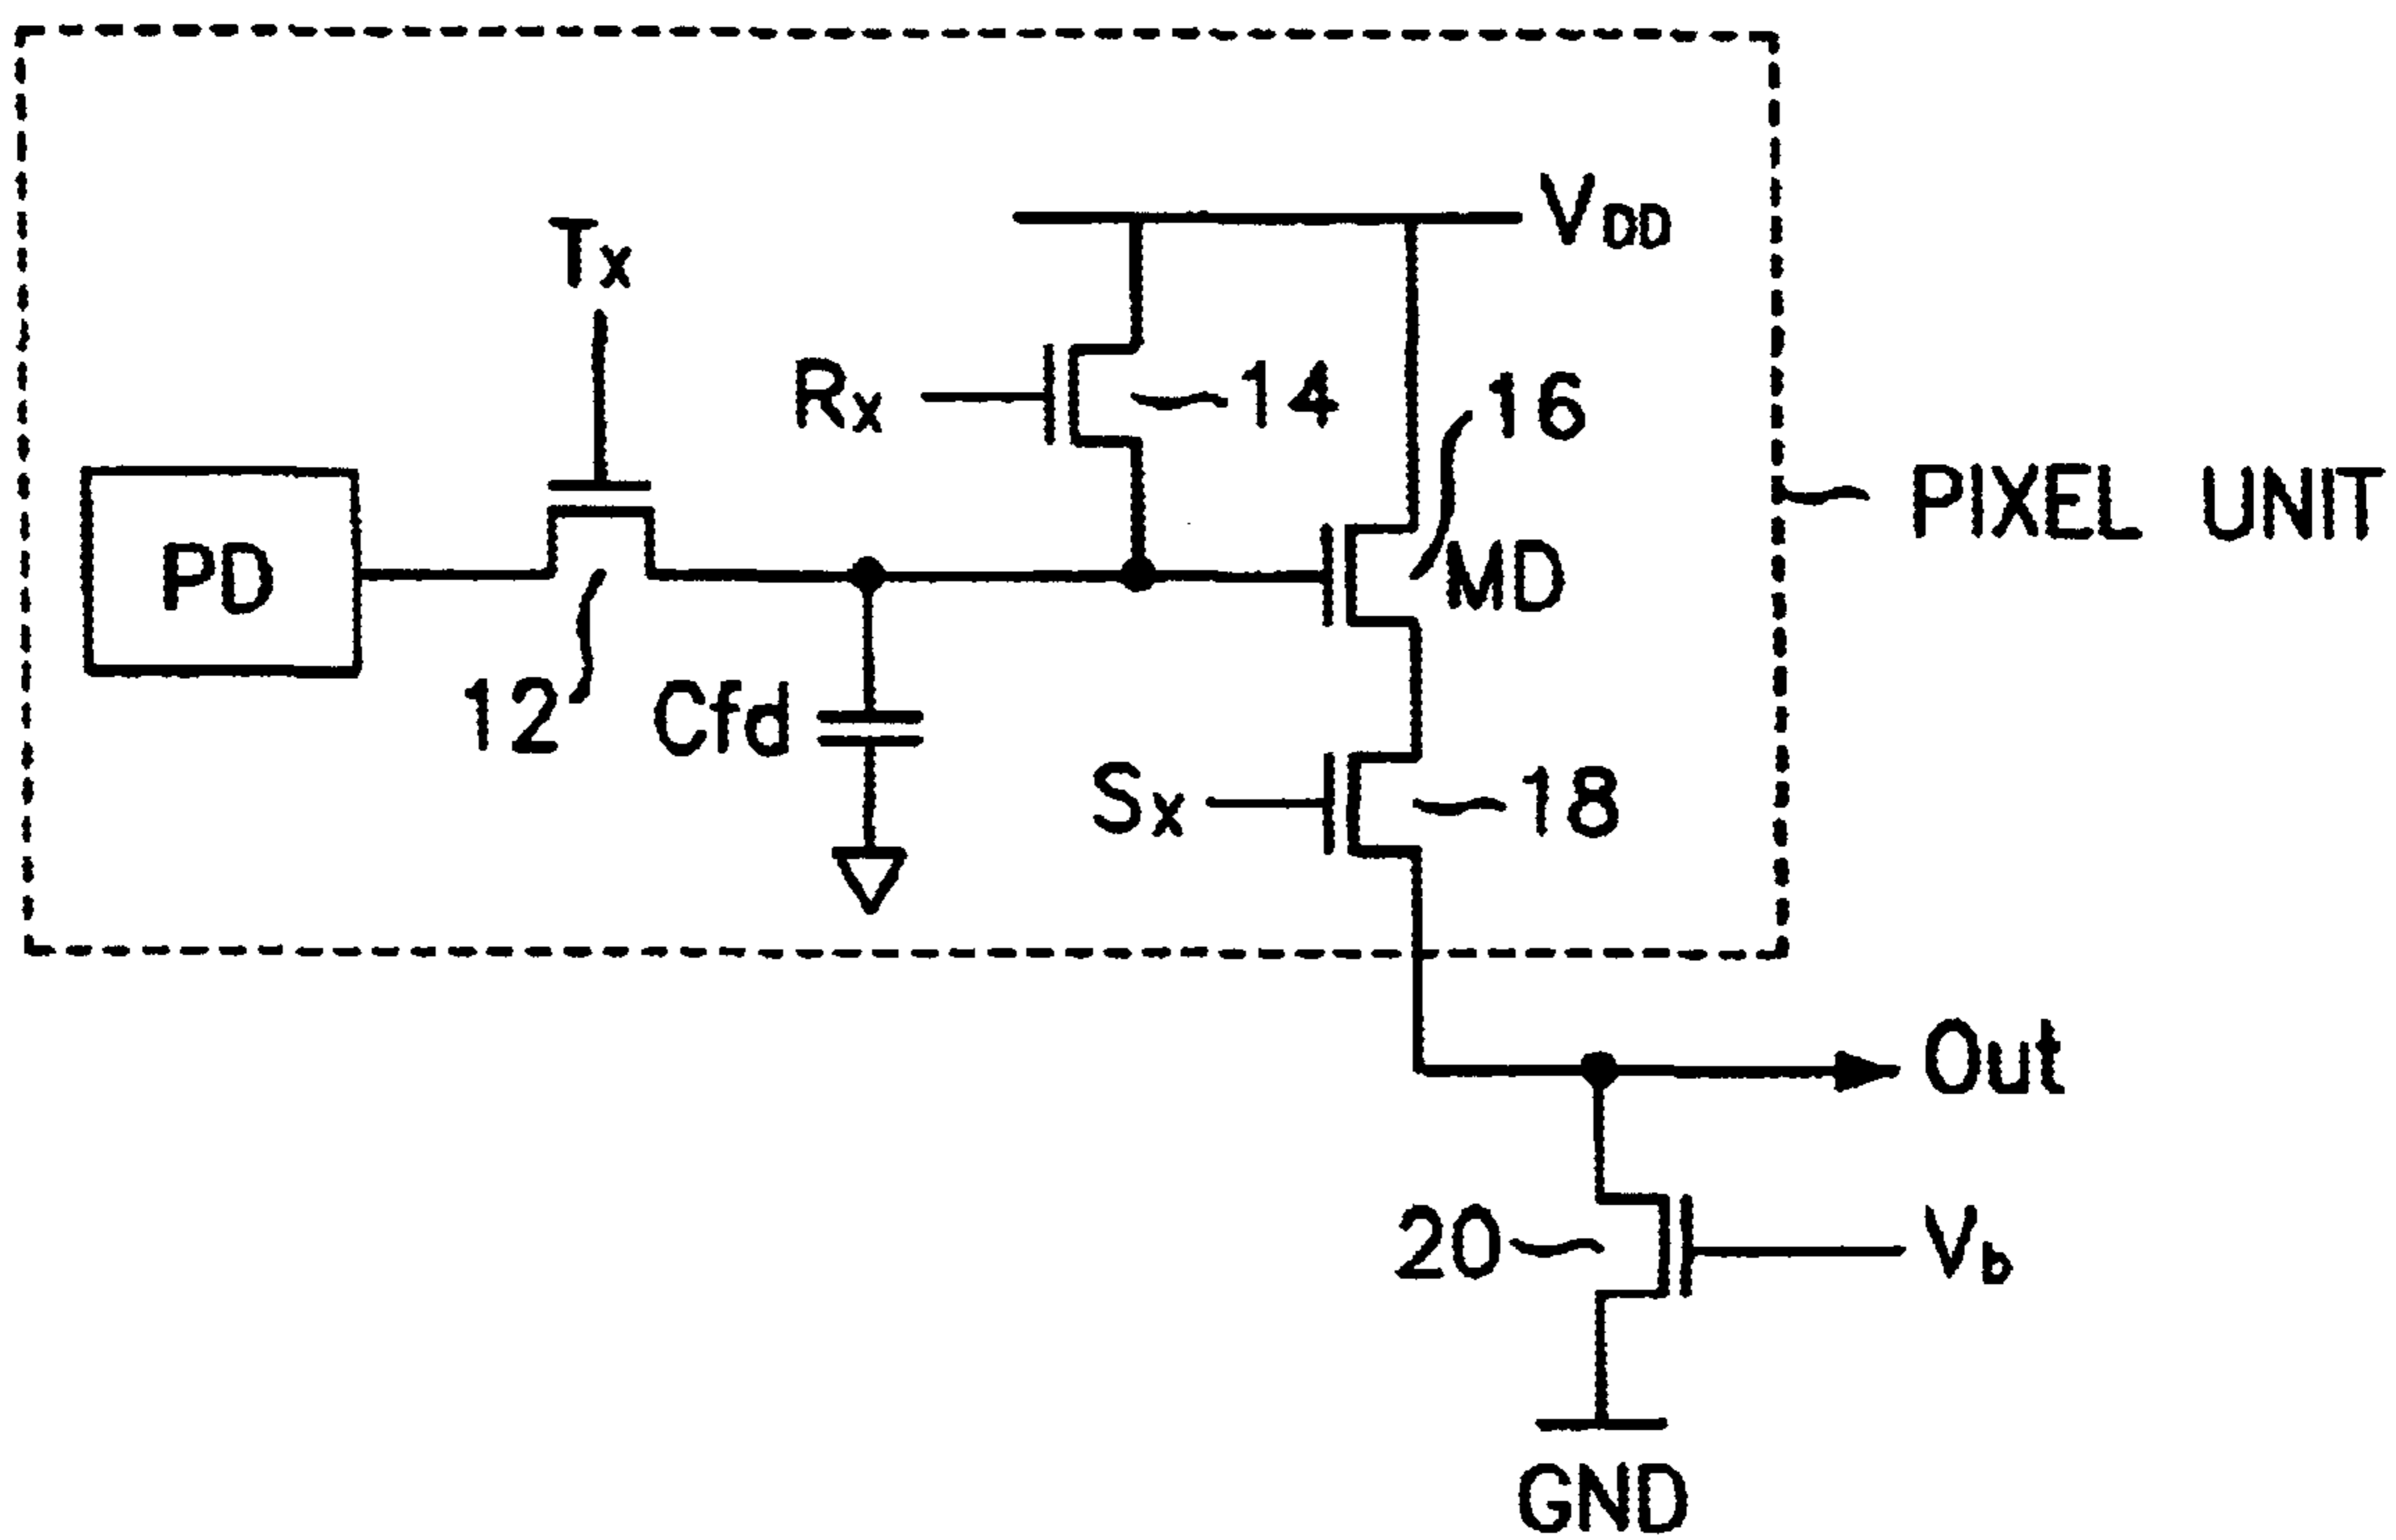 VDD
Tx
Rx
14
16
PIXEL UNIT
PD
MD
12
Cfd
Sx
18
Out
20
Vb
GND